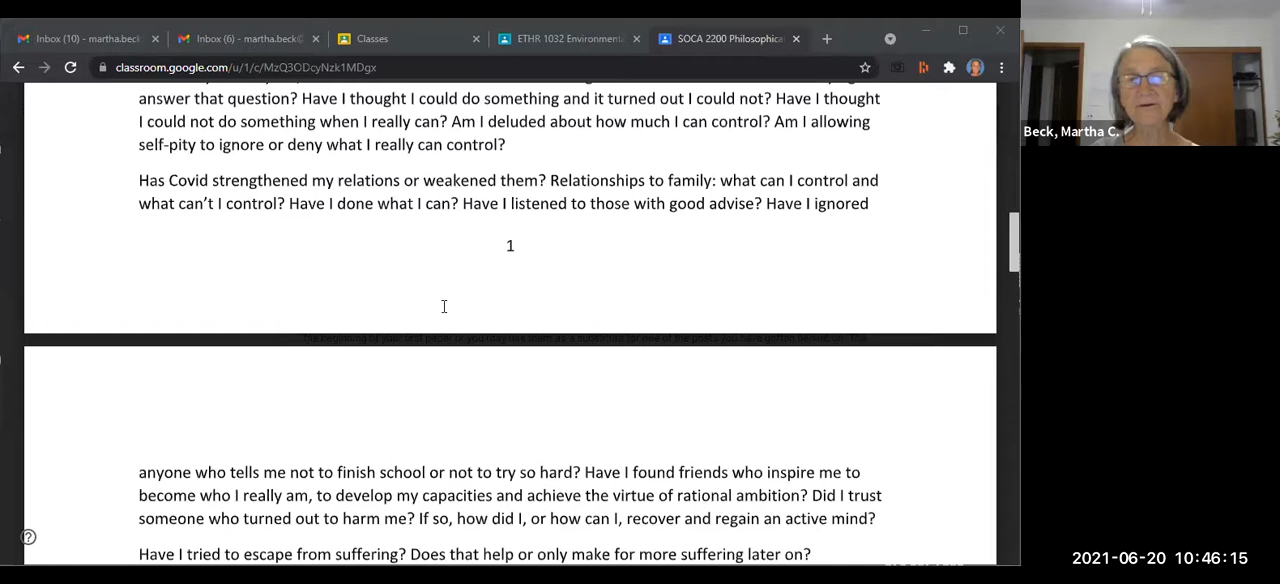 Inbox (10) - martha.beck
Inbox (6) - martha.beck@
Classes
ETHR 1032 Environmenta
SOCA 2200 Philosophica
classroom.google.com/u/1/c/MzQ3ODcyNzk1MDgx
answer that question? Have I thought I could do something and it turned out I could not? Have I thought
I could not do something when I really can? Am I deluded about how much I can control? Am I allowing
self-pity to ignore or deny what I really can control?
Has Covid strengthened my relations or weakened them? Relationships to family: what can I control and
what can't I control? Have I done what I can? Have I listened to those with good advise? Have I ignored
1
anyone who tells me not to finish school or not to try so hard? Have I found friends who inspire me to
become who I really am, to develop my capacities and achieve the virtue of rational ambition? Did I trust
someone who turned out to harm me? If so, how did I, or how can I, recover and regain an active mind?
Have I tried to escape from suffering? Does that help or only make for more suffering later on?
Beck, Martha C.
2021-06-20 10:46:15